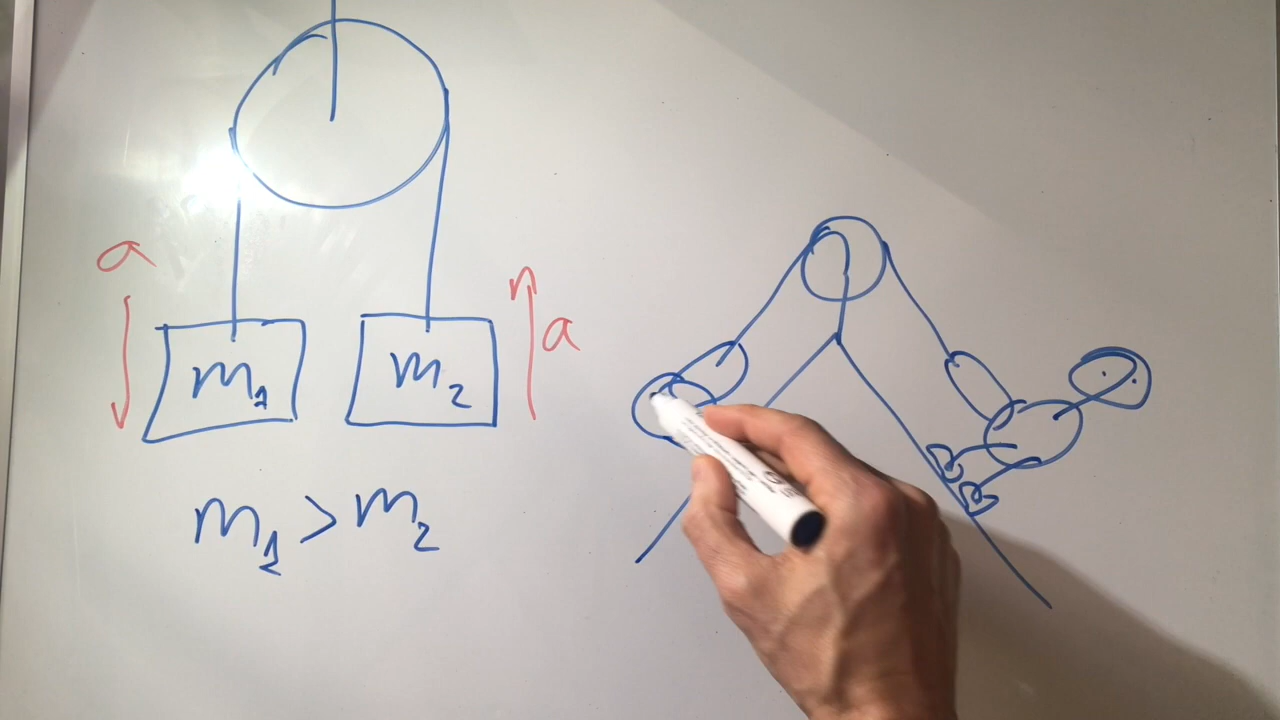 a
a
m₁ m₂
m₁ > m₂